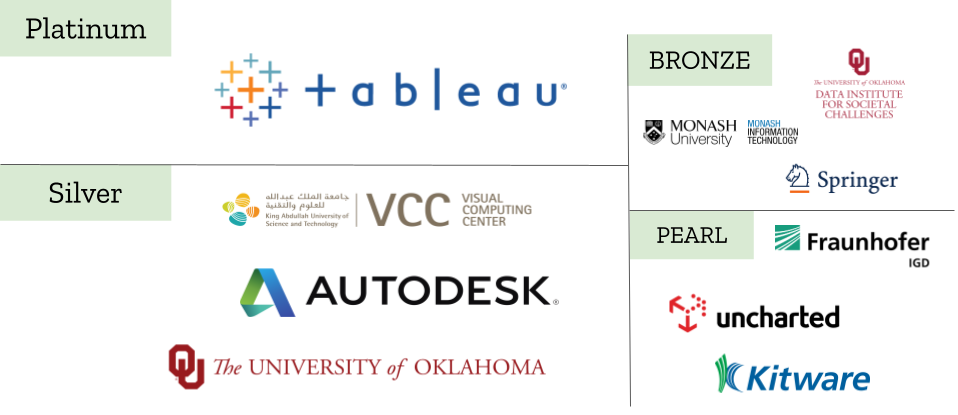 Platinum
+ a b l e a u®
Silver
جامعة الملك عبدالله
للعلوم والتقنية
King Abdullah University of
Science and Technology
VCC
VISUAL
COMPUTING
CENTER
AUTODESK®
OU The UNIVERSITY of OKLAHOMA
BRONZE
OU
The UNIVERSITY of OKLAHOMA
DATA INSTITUTE
FOR SOCIETAL
CHALLENGES
MONASH
University
MONASH
INFORMATION
TECHNOLOGY
Springer
PEARL
Fraunhofer
IGD
uncharted
Kitware